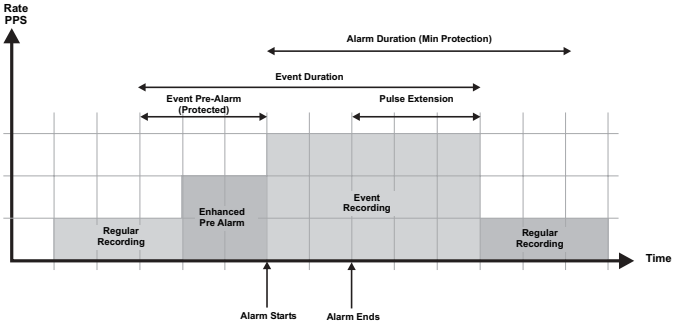 Rate
PPS
Alarm Duration (Min Protection)
Event Duration
Event Pre-Alarm
(Protected)
Pulse Extension
Enhanced
Pre Alarm
Event
Recording
Regular
Recording
Regular
Recording
Time
Alarm Starts
Alarm Ends